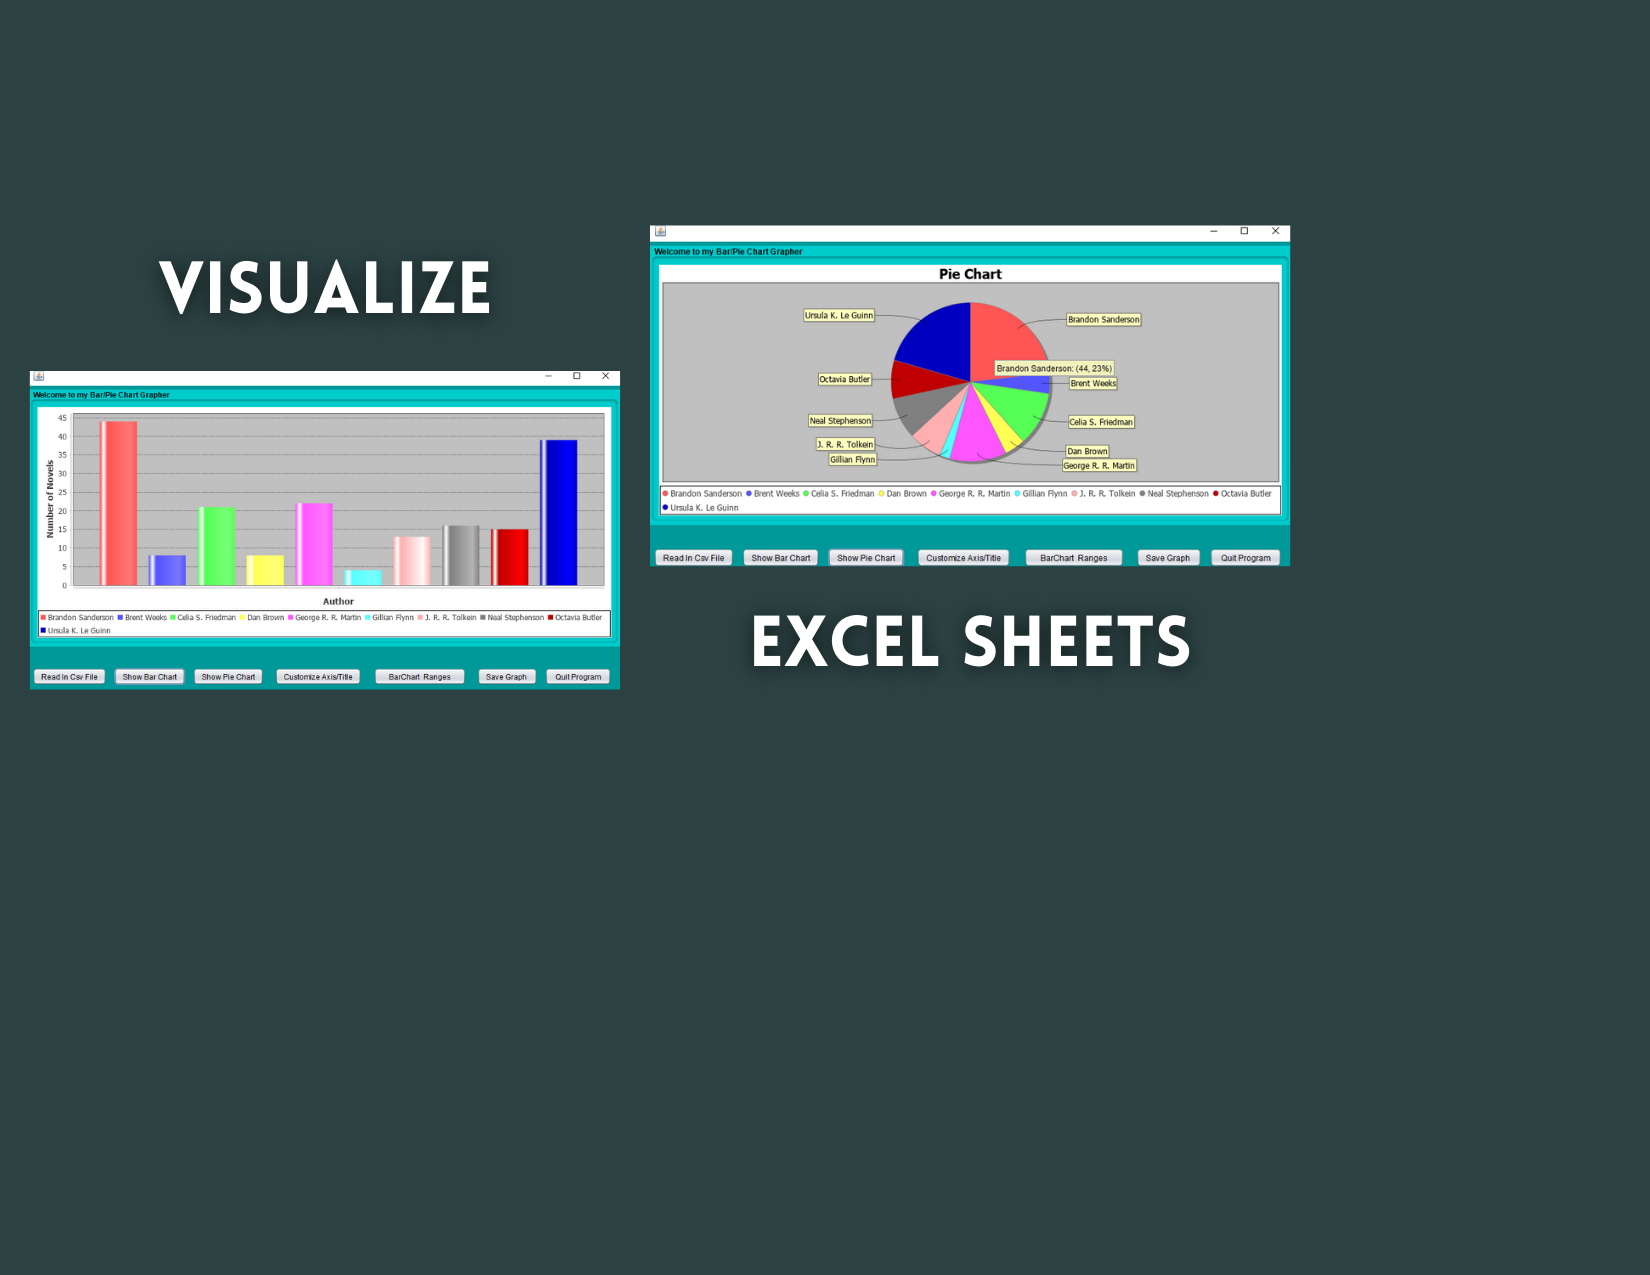 VISUALIZE
Welcome to my Bar/Pie Chart Grapher
45
40
35
30
25
20
15
10
5
0
Number of Novels
Author
Brandon Sanderson Brent Weeks Celia S. Friedman Dan Brown George R. R. Martin Gillian Flynn J. R. R. Tolkein Neal Stephenson Octavia Butler
Ursula K. Le Guinn
Read In Csv File Show Bar Chart Show Pie Chart Customize Axis/Title BarChart Ranges Save Graph Quit Program
Welcome to my Bar/Pie Chart Grapher
Pie Chart
Ursula K. Le Guinn
Brandon Sanderson
Brandon Sanderson: (44, 23%)
Octavia Butler
Brent Weeks
Neal Stephenson
Celia S. Friedman
J. R. R. Tolkein
Dan Brown
Gillian Flynn
George R. R. Martin
Brandon Sanderson Brent Weeks Celia S. Friedman Dan Brown George R. R. Martin Gillian Flynn J. R. R. Tolkein Neal Stephenson Octavia Butler
Ursula K. Le Guinn
Read In Csv File Show Bar Chart Show Pie Chart Customize Axis/Title BarChart Ranges Save Graph Quit Program
EXCEL SHEETS